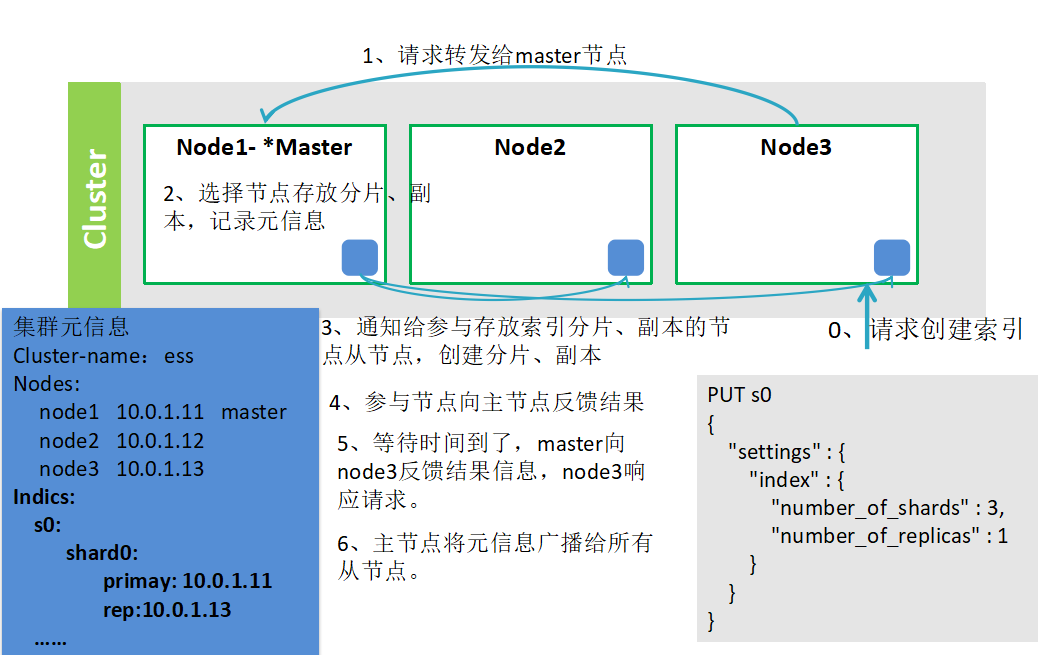 1、请求转发给master节点
Cluster
Node1- *Master
Node2
Node3
2、选择节点存放分片、副
本，记录元信息
集群元信息
Cluster-name：ess
Nodes:
node1 10.0.1.11 master
node2 10.0.1.12
node3 10.0.1.13
Indics:
s0:
shard0:
primay: 10.0.1.11
rep:10.0.1.13
……
3、通知给参与存放索引分片、副本的节
点从节点，创建分片、副本
0、请求创建索引
4、参与节点向主节点反馈结果
5、等待时间到了，master向
node3反馈结果信息，node3响
应请求。
6、主节点将元信息广播给所有
从节点。
PUT s0
{
"settings" : {
"index" : {
"number_of_shards" : 3,
"number_of_replicas" : 1
}
}
}